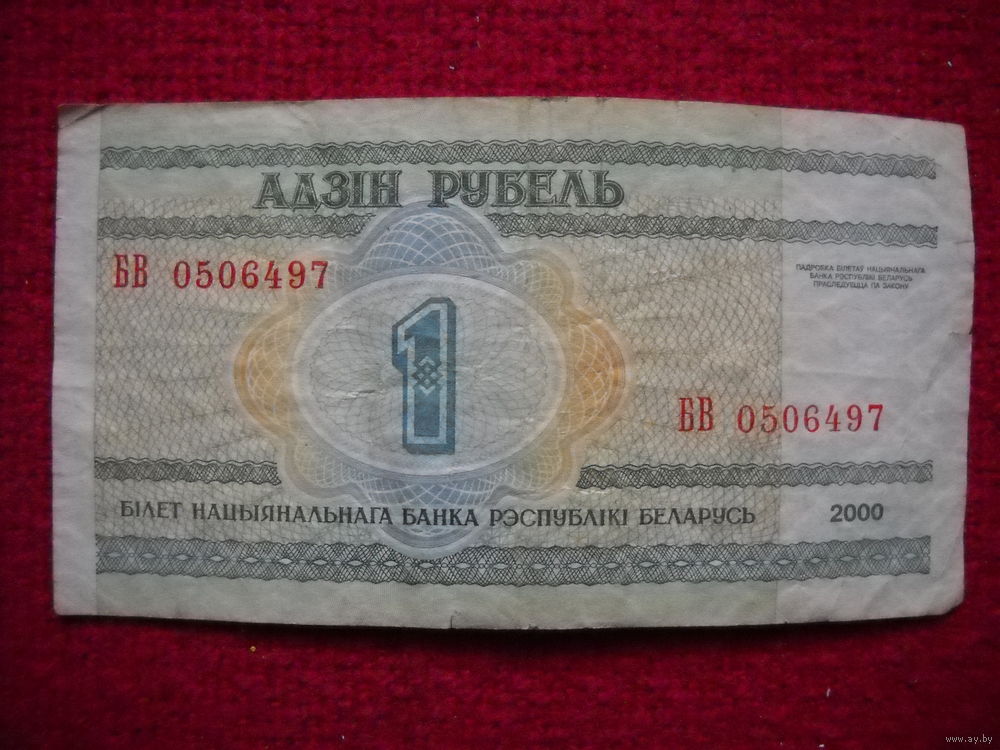 АДЗІН РУБЕЛЬ
БВ 0506497
ПАДРОБКА БІЛЕТАЎ НАЦЫЯНАЛЬНАГА
БАНКА РЭСПУБЛІКІ БЕЛАРУСЬ
ПРАСЛЕДУЕЦЦА ПА ЗАКОНУ
1
БВ 0506497
БІЛЕТ НАЦЫЯНАЛЬНАГА БАНКА РЭСПУБЛІКІ БЕЛАРУСЬ 2000
www.ay.by